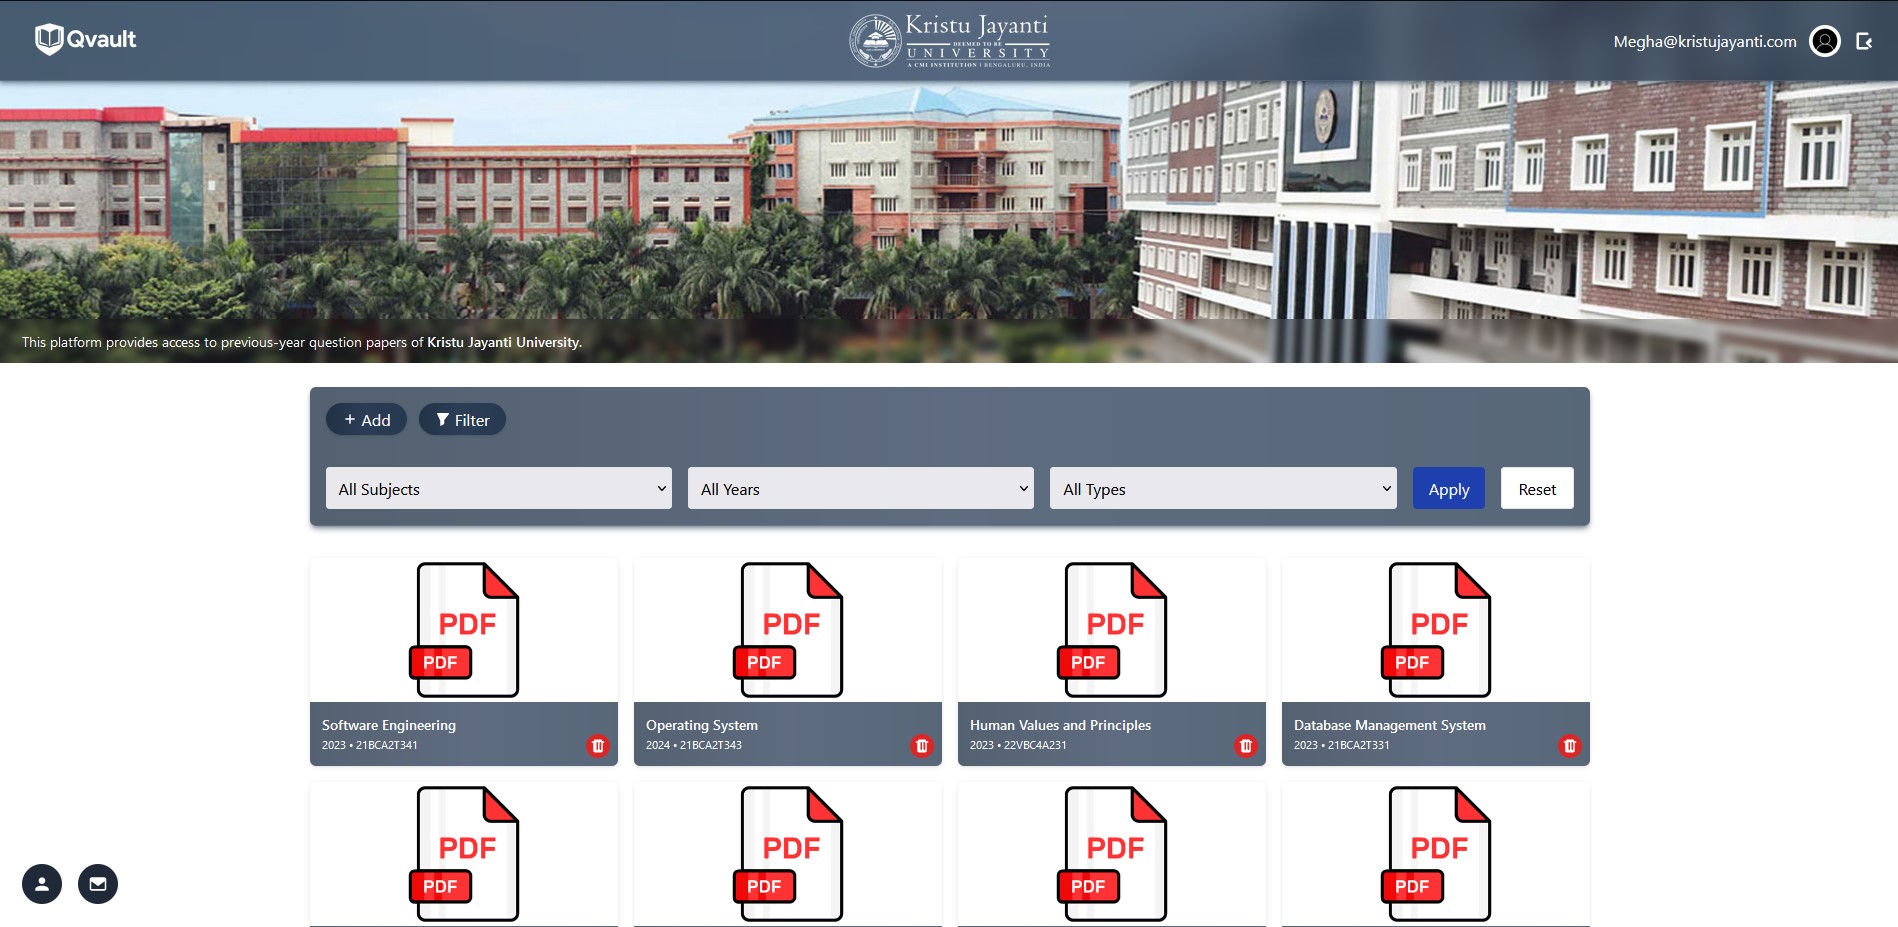 Qvault
Kristu Jayanti
DEEMED TO BE
UNIVERSITY
A CMI INSTITUTION | BENGALURU, INDIA
Megha@kristujayanti.com
This platform provides access to previous-year question papers of Kristu Jayanti University.
+ Add
Filter
All Subjects
All Years
All Types
Apply
Reset
PDF
PDF
PDF
PDF
PDF
PDF
PDF
PDF
Software Engineering
2023 • 21BCA2T341
Operating System
2024 • 21BCA2T343
Human Values and Principles
2023 • 22VBC4A231
Database Management System
2023 • 21BCA2T331
PDF
PDF
PDF
PDF
PDF
PDF
PDF
PDF